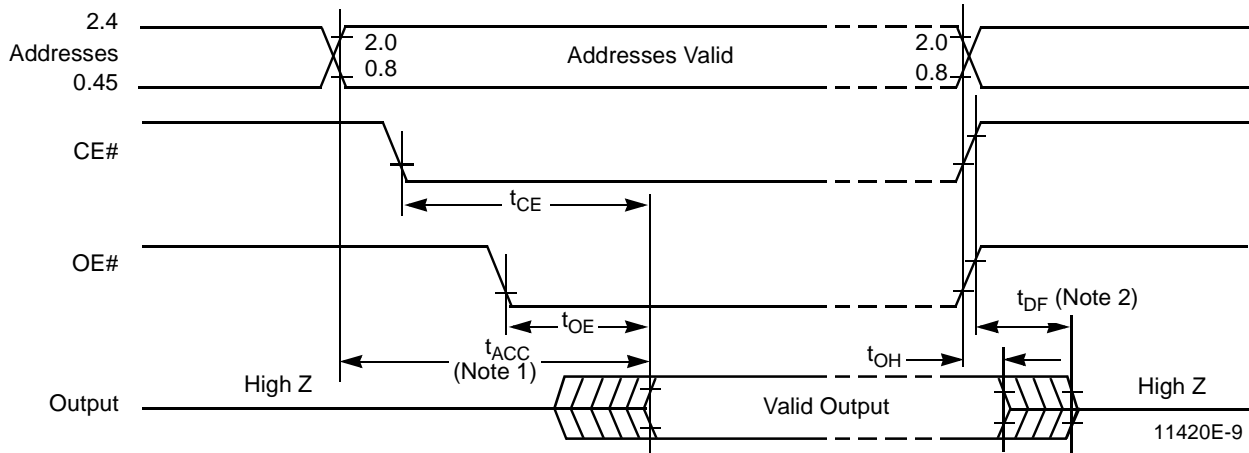 2.4
Addresses
0.45
2.0
0.8
Addresses Valid
2.0
0.8
CE#
tCE
OE#
tOE
tDF (Note 2)
tACC
(Note 1)
tOH
High Z
Output
Valid Output
High Z
11420E-9